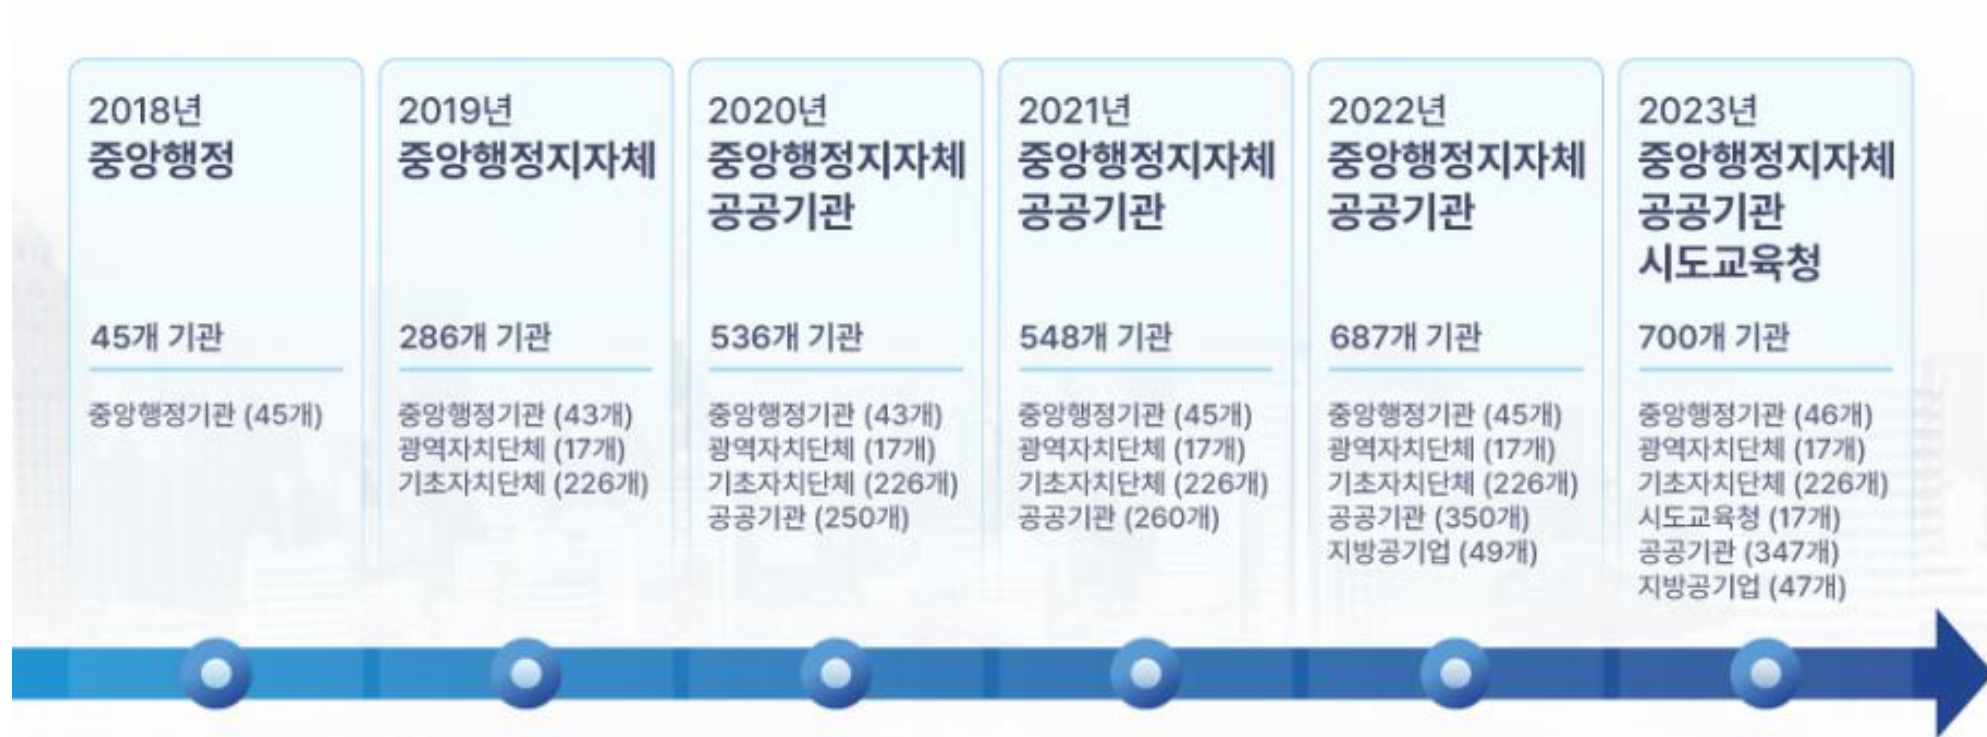 2018년
중앙행정
45개 기관
중앙행정기관 (45개)
2019년
중앙행정지자체
286개 기관
중앙행정기관 (43개)
광역자치단체 (17개)
기초자치단체 (226개)
2020년
중앙행정지자체
공공기관
536개 기관
중앙행정기관 (43개)
광역자치단체 (17개)
기초자치단체 (226개)
공공기관 (250개)
2021년
중앙행정지자체
공공기관
548개 기관
중앙행정기관 (45개)
광역자치단체 (17개)
기초자치단체 (226개)
공공기관 (260개)
2022년
중앙행정지자체
공공기관
687개 기관
중앙행정기관 (45개)
광역자치단체 (17개)
기초자치단체 (226개)
공공기관 (350개)
지방공기업 (49개)
2023년
중앙행정지자체
공공기관
시도교육청
700개 기관
중앙행정기관 (46개)
광역자치단체 (17개)
기초자치단체 (226개)
시도교육청 (17개)
공공기관 (347개)
지방공기업 (47개)